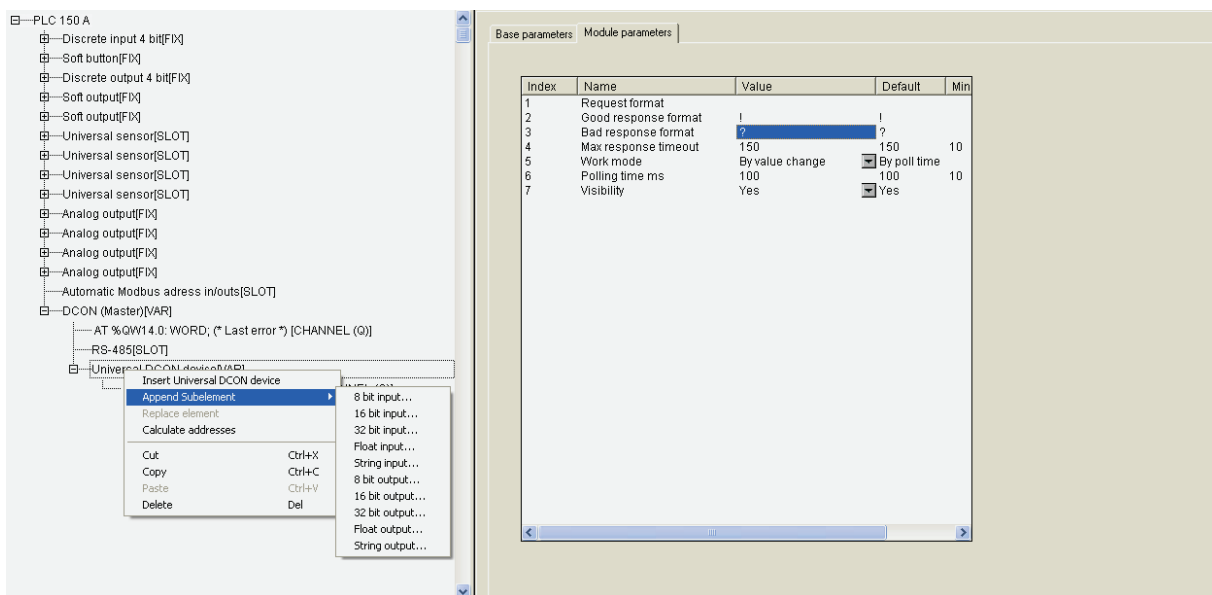 PLC 150 A
Discrete input 4 bit[FIX]
Soft button[FIX]
Discrete output 4 bit[FIX]
Soft output[FIX]
Soft output[FIX]
Universal sensor[SLOT]
Universal sensor[SLOT]
Universal sensor[SLOT]
Universal sensor[SLOT]
Analog output[FIX]
Analog output[FIX]
Analog output[FIX]
Analog output[FIX]
Automatic Modbus adress in/outs[SLOT]
DCON (Master)[VAR]
AT %QW14.0: WORD; (* Last error *) [CHANNEL (Q)]
RS-485[SLOT]
Universal DCON device[VAR]
Insert Universal DCON device
Append Subelement
Replace element
Calculate addresses
Cut Ctrl+X
Copy Ctrl+C
Paste Ctrl+V
Delete Del
8 bit input...
16 bit input...
32 bit input...
Float input...
String input...
8 bit output...
16 bit output...
32 bit output...
Float output...
String output...
Base parameters Module parameters
Index Name Value Default Min
1 Request format
2 Good response format ! !
3 Bad response format ? ?
4 Max response timeout 150 150 10
5 Work mode By value change By poll time
6 Polling time ms 100 100 10
7 Visibility Yes Yes